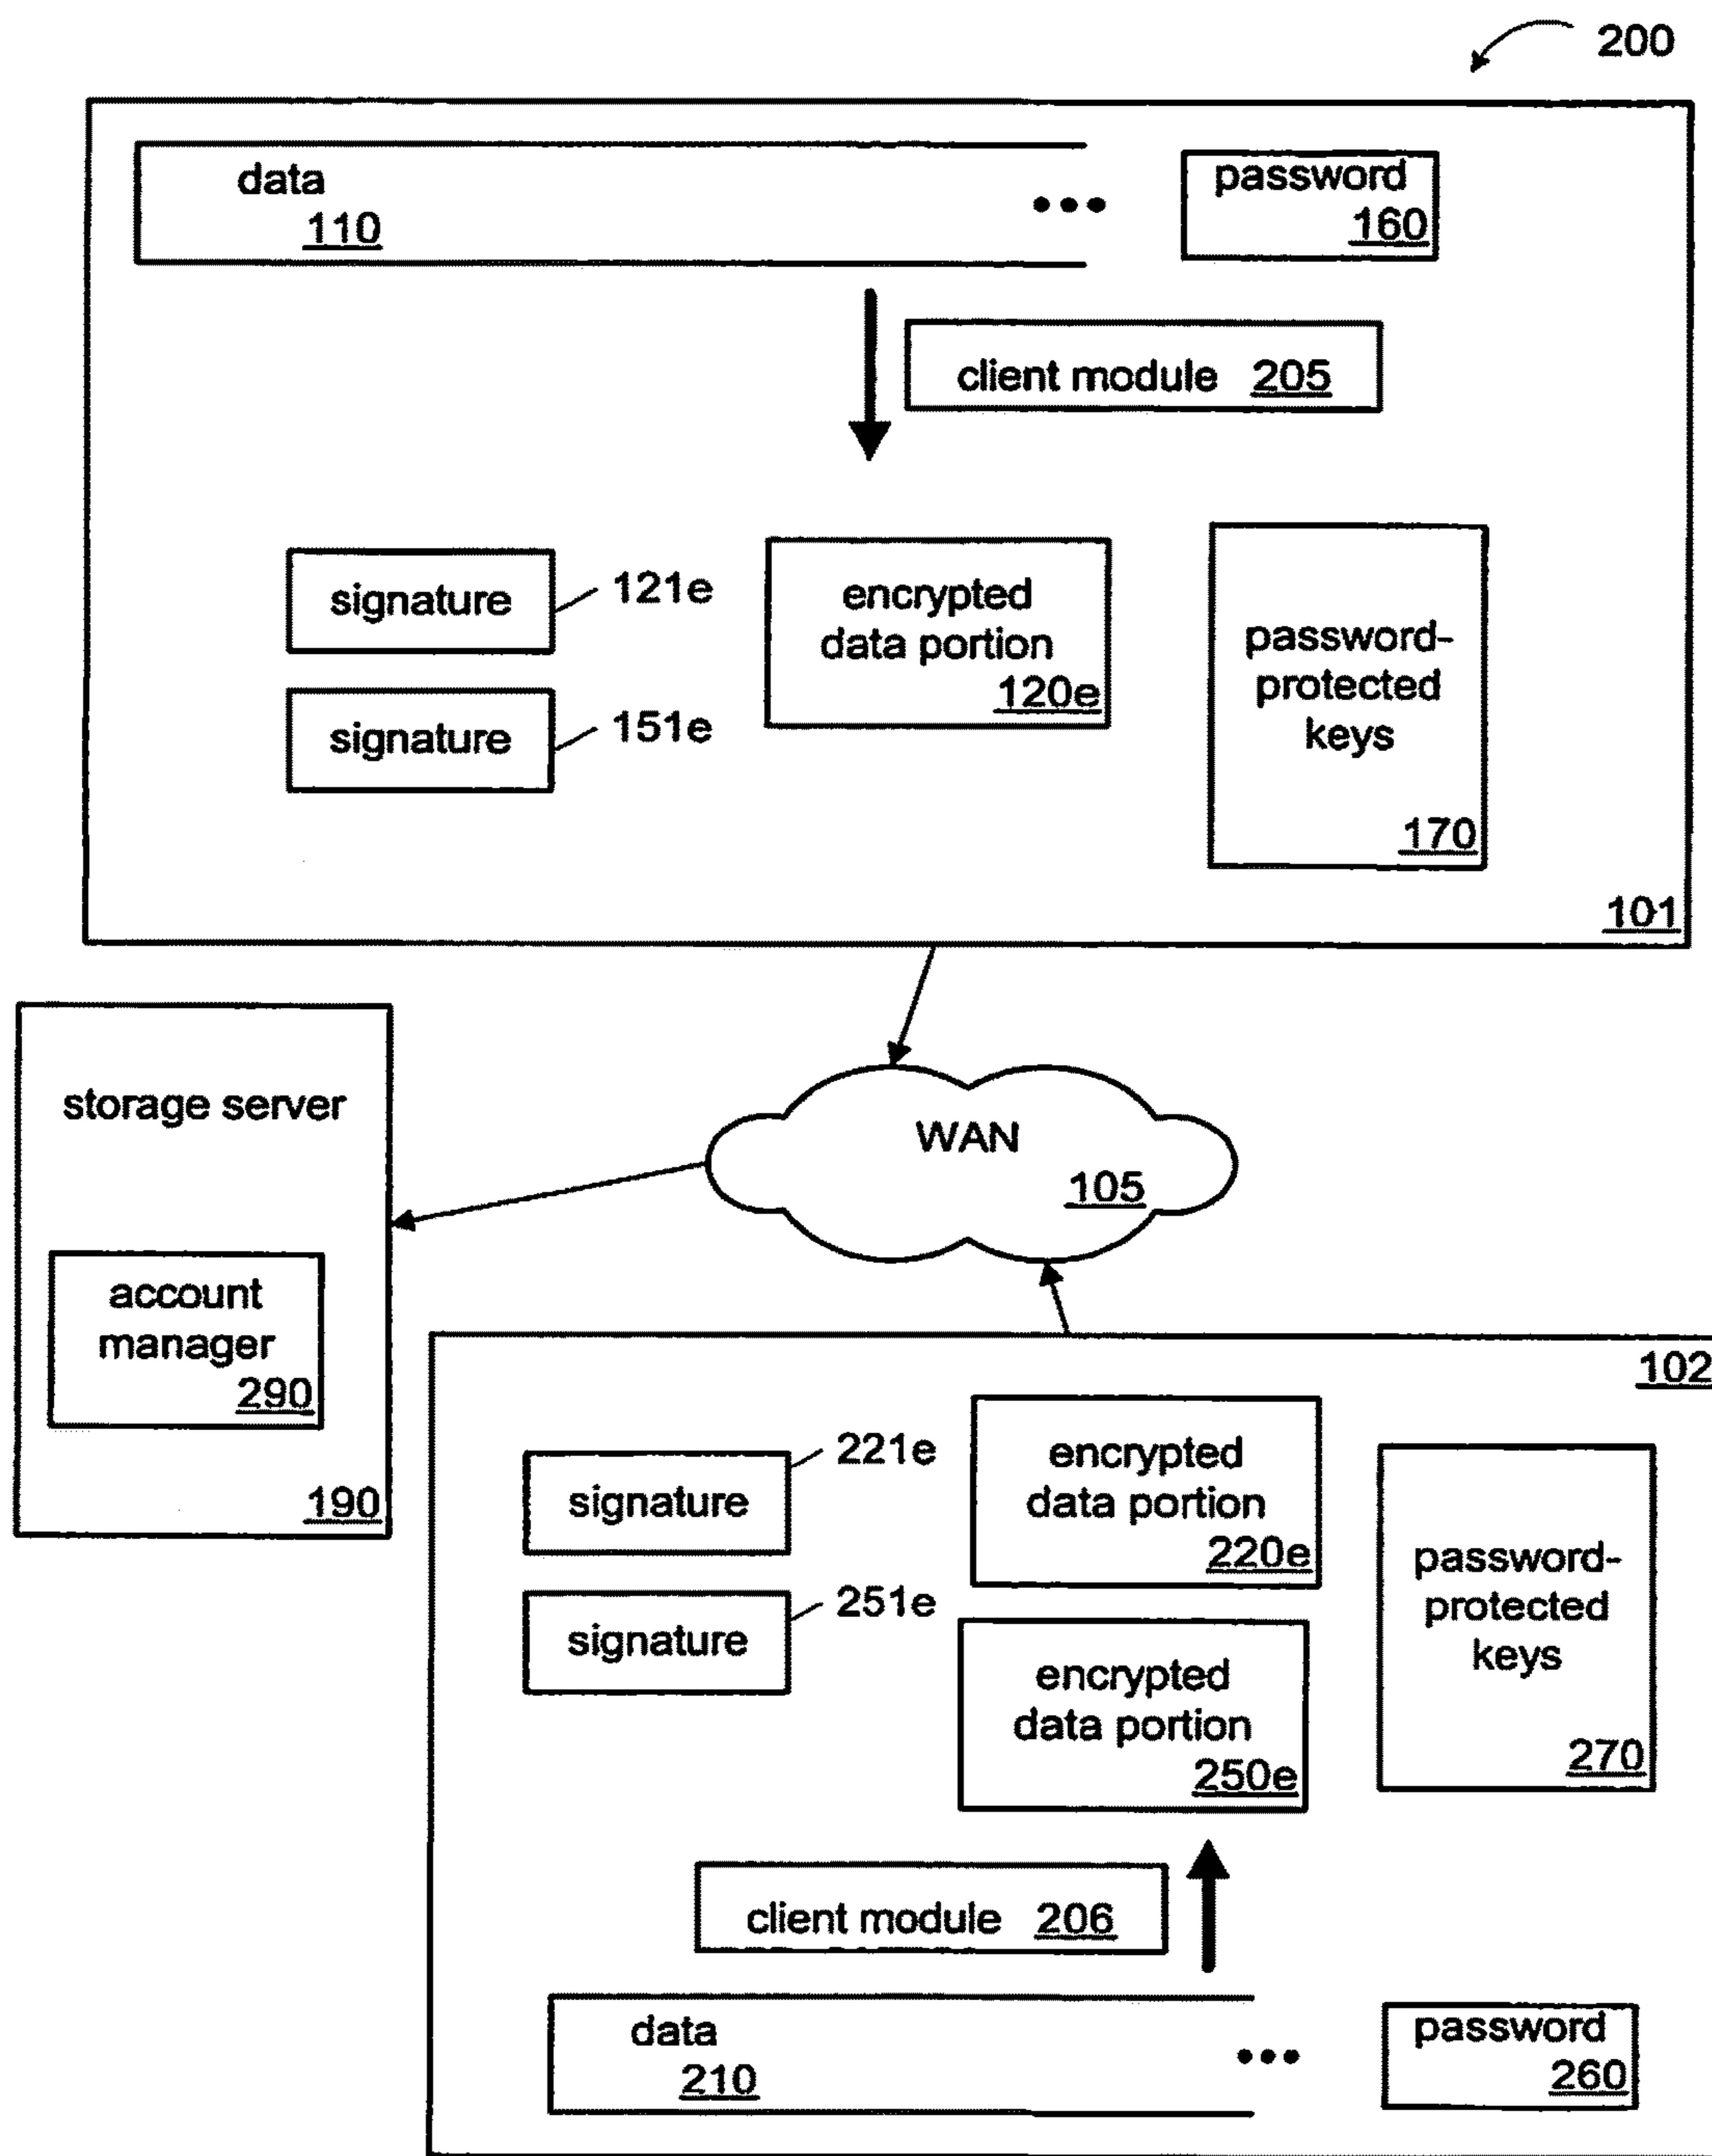 200
data
110
•••
password
160
client module 205
signature
121e
signature
151e
encrypted
data portion
120e
password-
protected
keys
170
101
storage server
account
manager
290
190
WAN
105
102
signature
221e
signature
251e
encrypted
data portion
220e
encrypted
data portion
250e
password-
protected
keys
270
client module 206
data
210
•••
password
260